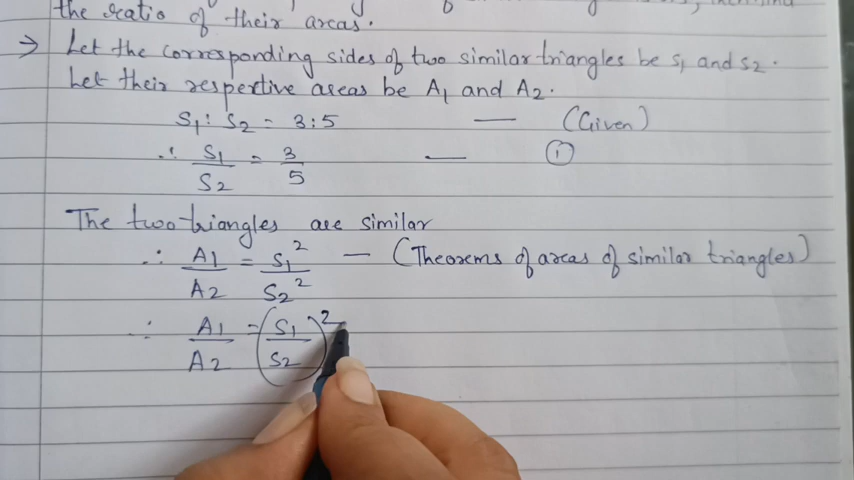 the ratio of their areas.
→ Let the corresponding sides of two similar triangles be s₁ and s₂.
Let their respective areas be A₁ and A₂.
S₁ : S₂ = 3:5 — (Given)
∴ S₁/S₂ = 3/5 — ①
The two triangles are similar
∴ A₁/A₂ = S₁²/S₂² — (Theorems of areas of similar triangles)
∴ A₁/A₂ = (S₁/S₂)²